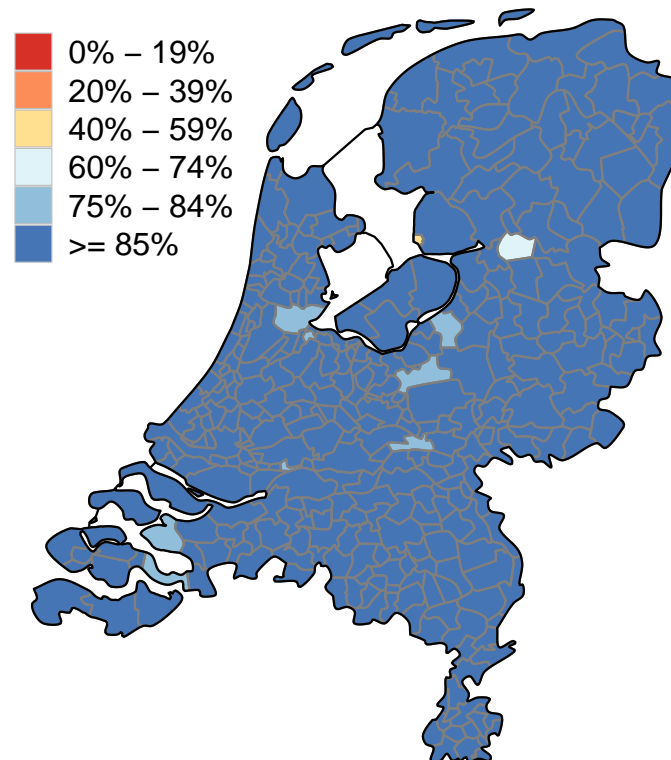 0% – 19%
20% – 39%
40% – 59%
60% – 74%
75% – 84%
>= 85%